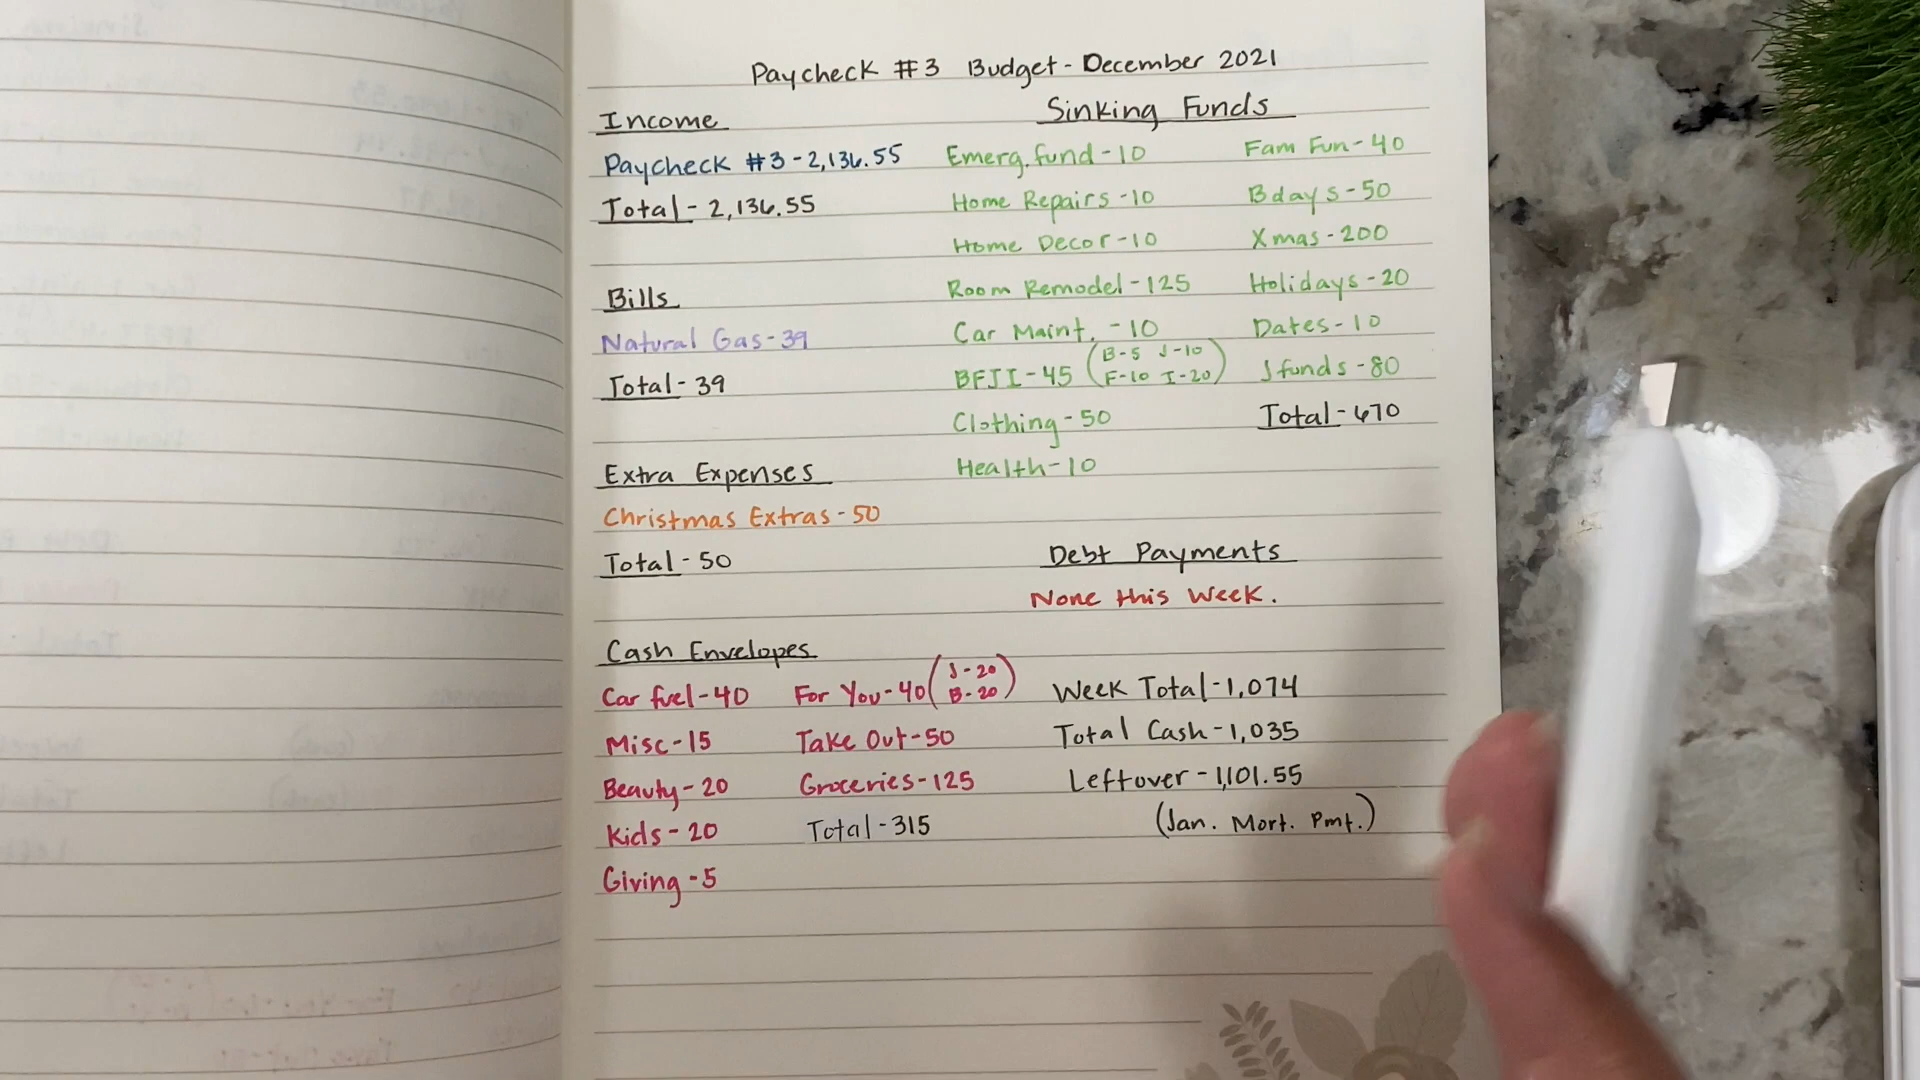 Paycheck #3 Budget - December 2021
Income
Paycheck #3 - 2,136.55
Total - 2,136.55
Bills
Natural Gas - 39
Total - 39
Extra Expenses
Christmas Extras - 50
Total - 50
Cash Envelopes
Car fuel - 40
Misc - 15
Beauty - 20
Kids - 20
Giving - 5
For You - 40 (J - 20 B - 20)
Take Out - 50
Groceries - 125
Total - 315
Sinking Funds
Emerg. fund - 10
Home Repairs - 10
Home Decor - 10
Room Remodel - 125
Car Maint. - 10
BFJI - 45 (B - 5 J - 10 F - 10 I - 20)
Clothing - 50
Health - 10
Fam Fun - 40
Bdays - 50
Xmas - 200
Holidays - 20
Dates - 10
J funds - 80
Total - 670
Debt Payments
None this Week.
Week Total - 1,074
Total Cash - 1,035
Leftover - 1,101.55
(Jan. Mort. Pmt.)